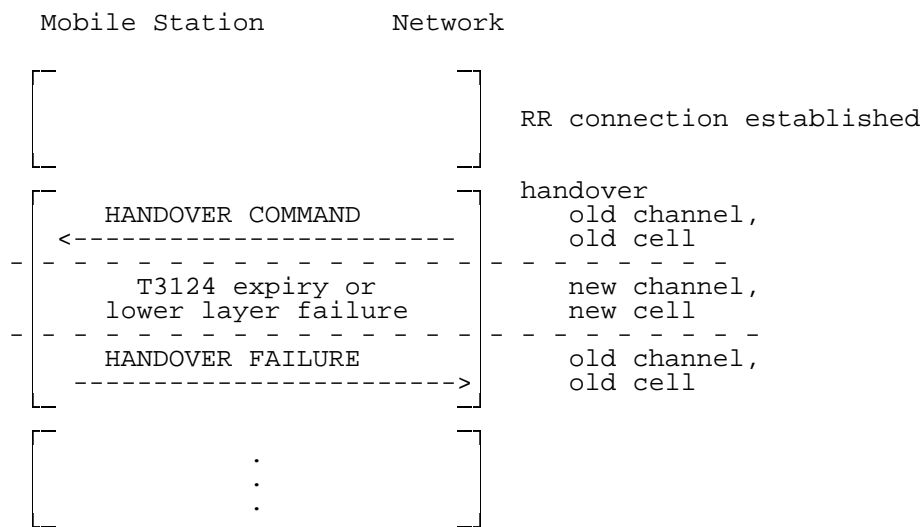 Mobile Station Network
RR connection established
handover
HANDOVER COMMAND old channel,
<------------------------ old cell
T3124 expiry or new channel,
lower layer failure new cell
HANDOVER FAILURE old channel,
------------------------> old cell
.
.
.